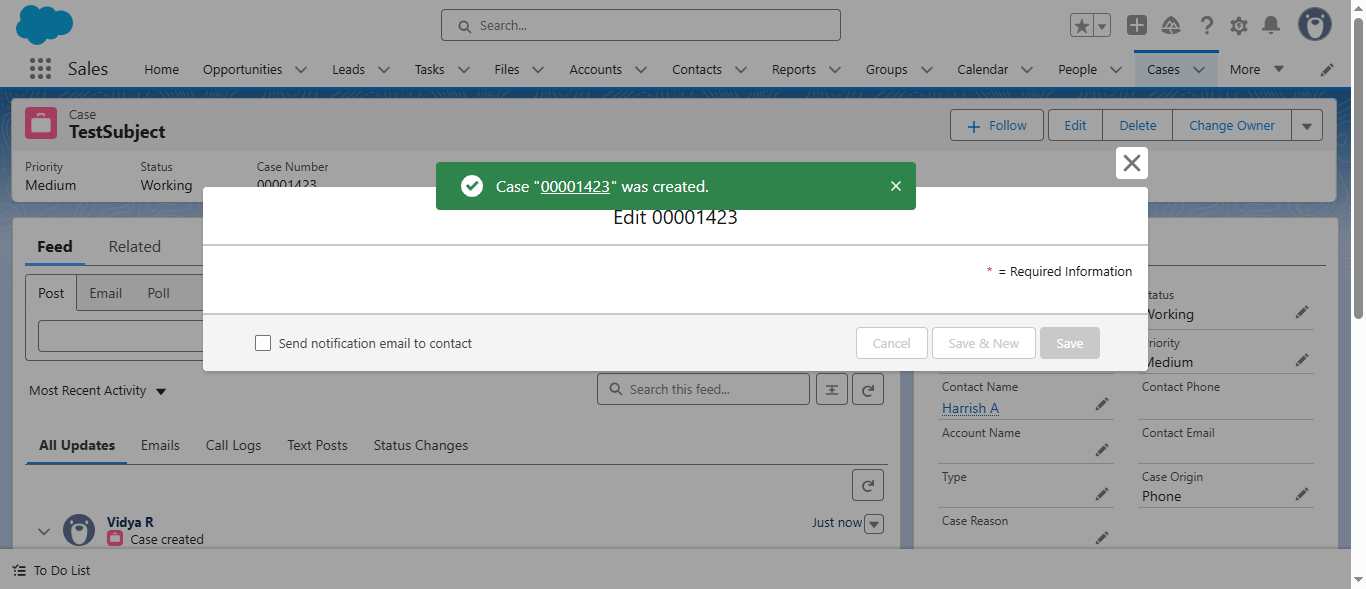 Search...
Sales
Home
Opportunities
Leads
Tasks
Files
Accounts
Contacts
Reports
Groups
Calendar
People
Cases
More
Case
TestSubject
Follow
Edit
Delete
Change Owner
Priority
Medium
Status
Working
Case Number
00001423
Case "00001423" was created.
Edit 00001423
* = Required Information
Send notification email to contact
Cancel
Save & New
Save
Feed
Related
Post
Email
Poll
Most Recent Activity
Search this feed...
All Updates
Emails
Call Logs
Text Posts
Status Changes
Vidya R
Case created
Just now
tatus
Working
riority
Medium
Contact Name
Harrish A
Contact Phone
Account Name
Contact Email
Type
Case Origin
Phone
Case Reason
To Do List